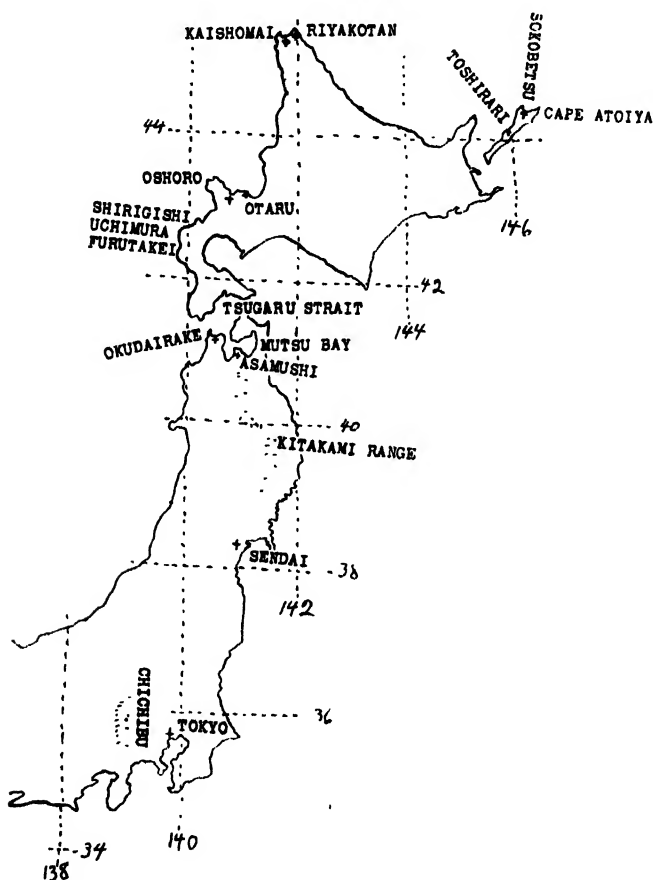 KAISHOMAI RIYAKOTAN
SOKOBETSU
TOSHIRARI
CAPE ATOIYA
44
OSHORO
OTARU
146
SHIRIGISHI
UCHIMURA
FURUTAKEI
42
TSUGARU STRAIT
144
OKUDAIRAKE
MUTSU BAY
ASAMUSHI
40
KITAKAMI RANGE
SENDAI
38
142
CHICHIBU
36
TOKYO
34
140
138